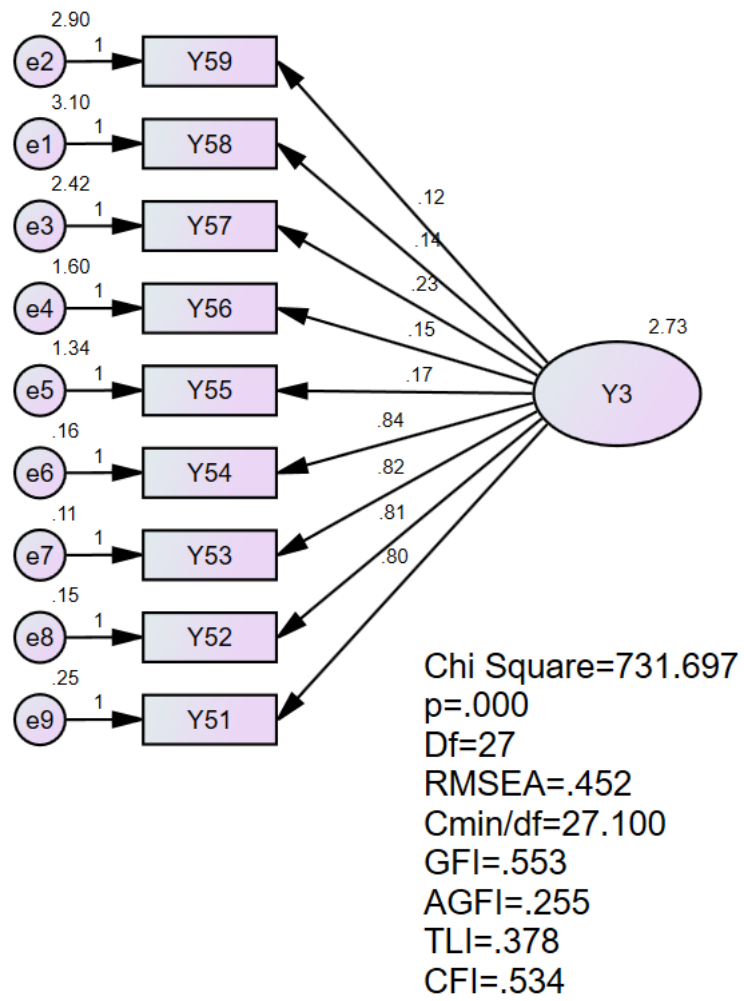 2.90
e2 1 Y59
3.10
e1 1 Y58
2.42
e3 1 Y57
1.60
e4 1 Y56
1.34
e5 1 Y55
.16
e6 1 Y54
.11
e7 1 Y53
.15
e8 1 Y52
.25
e9 1 Y51
.12
.14
.23
.15
.17
.84
.82
.81
.80
2.73
Y3
Chi Square=731.697
p=.000
Df=27
RMSEA=.452
Cmin/df=27.100
GFI=.553
AGFI=.255
TLI=.378
CFI=.534